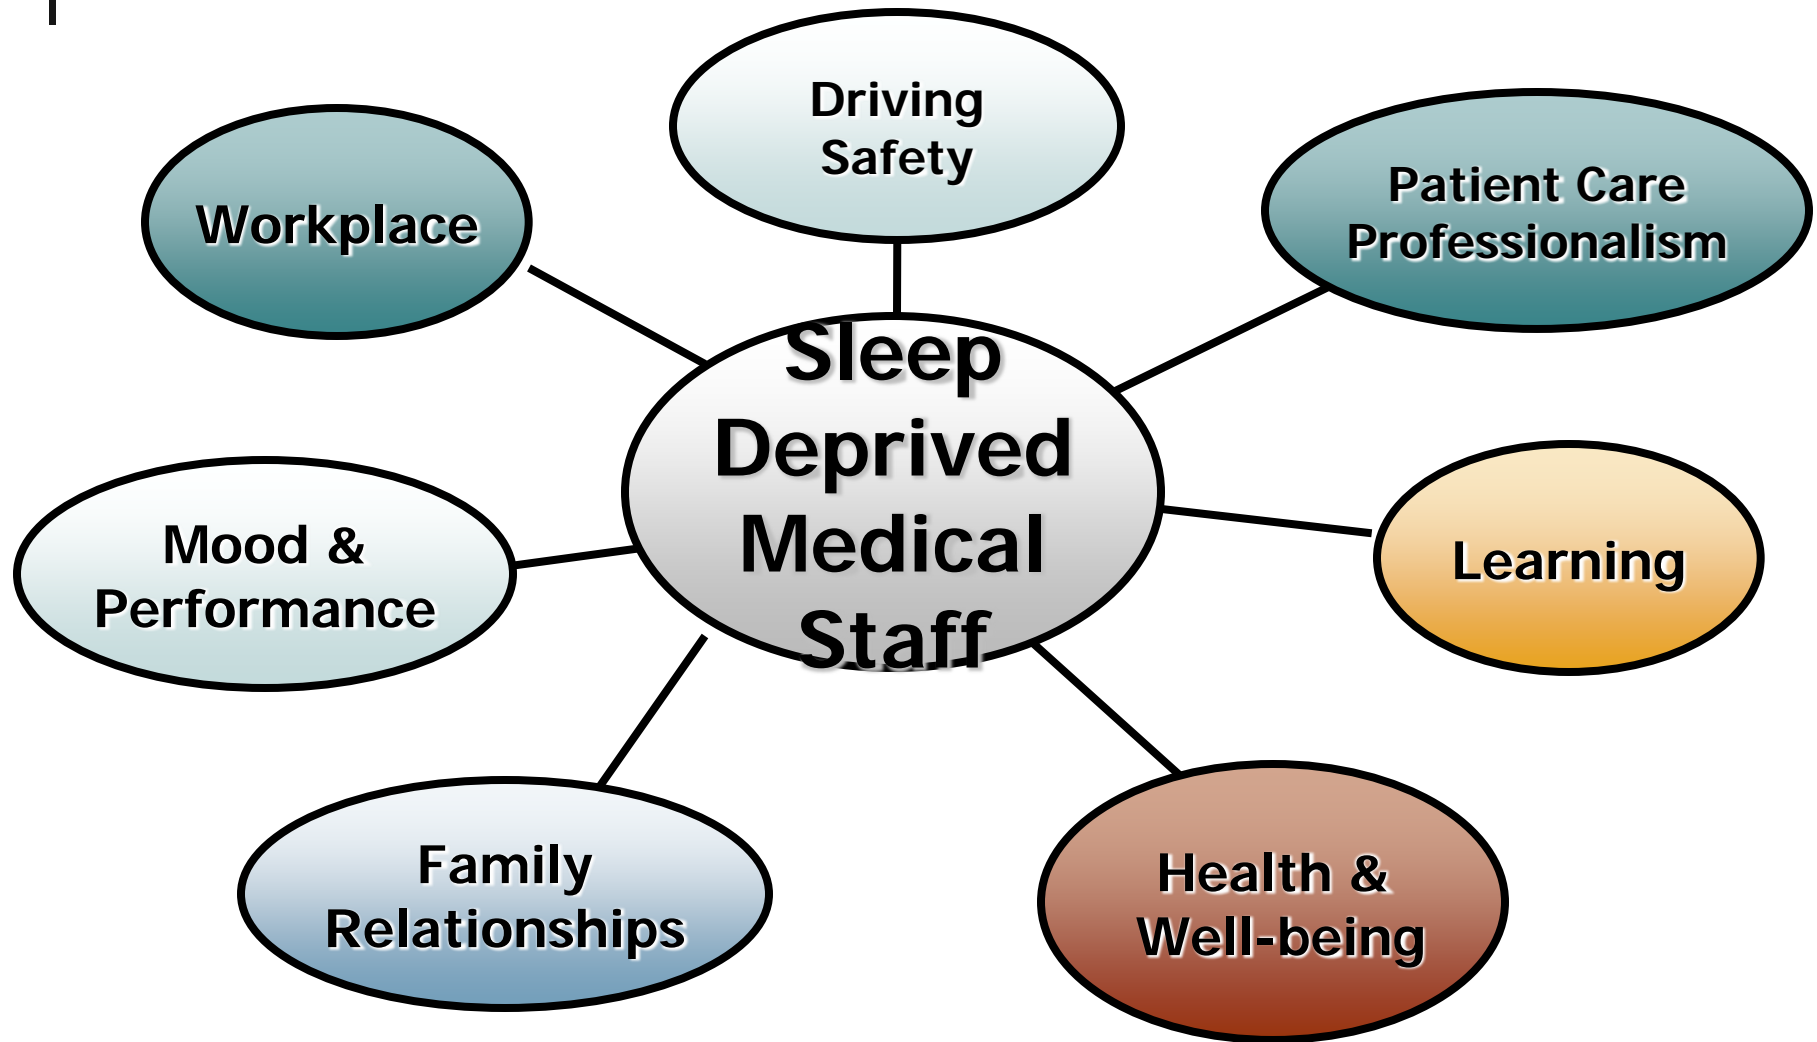 Driving
Safety
Workplace
Patient Care
Professionalism
Sleep
Deprived
Medical
Staff
Mood &
Performance
Learning
Family
Relationships
Health &
Well-being